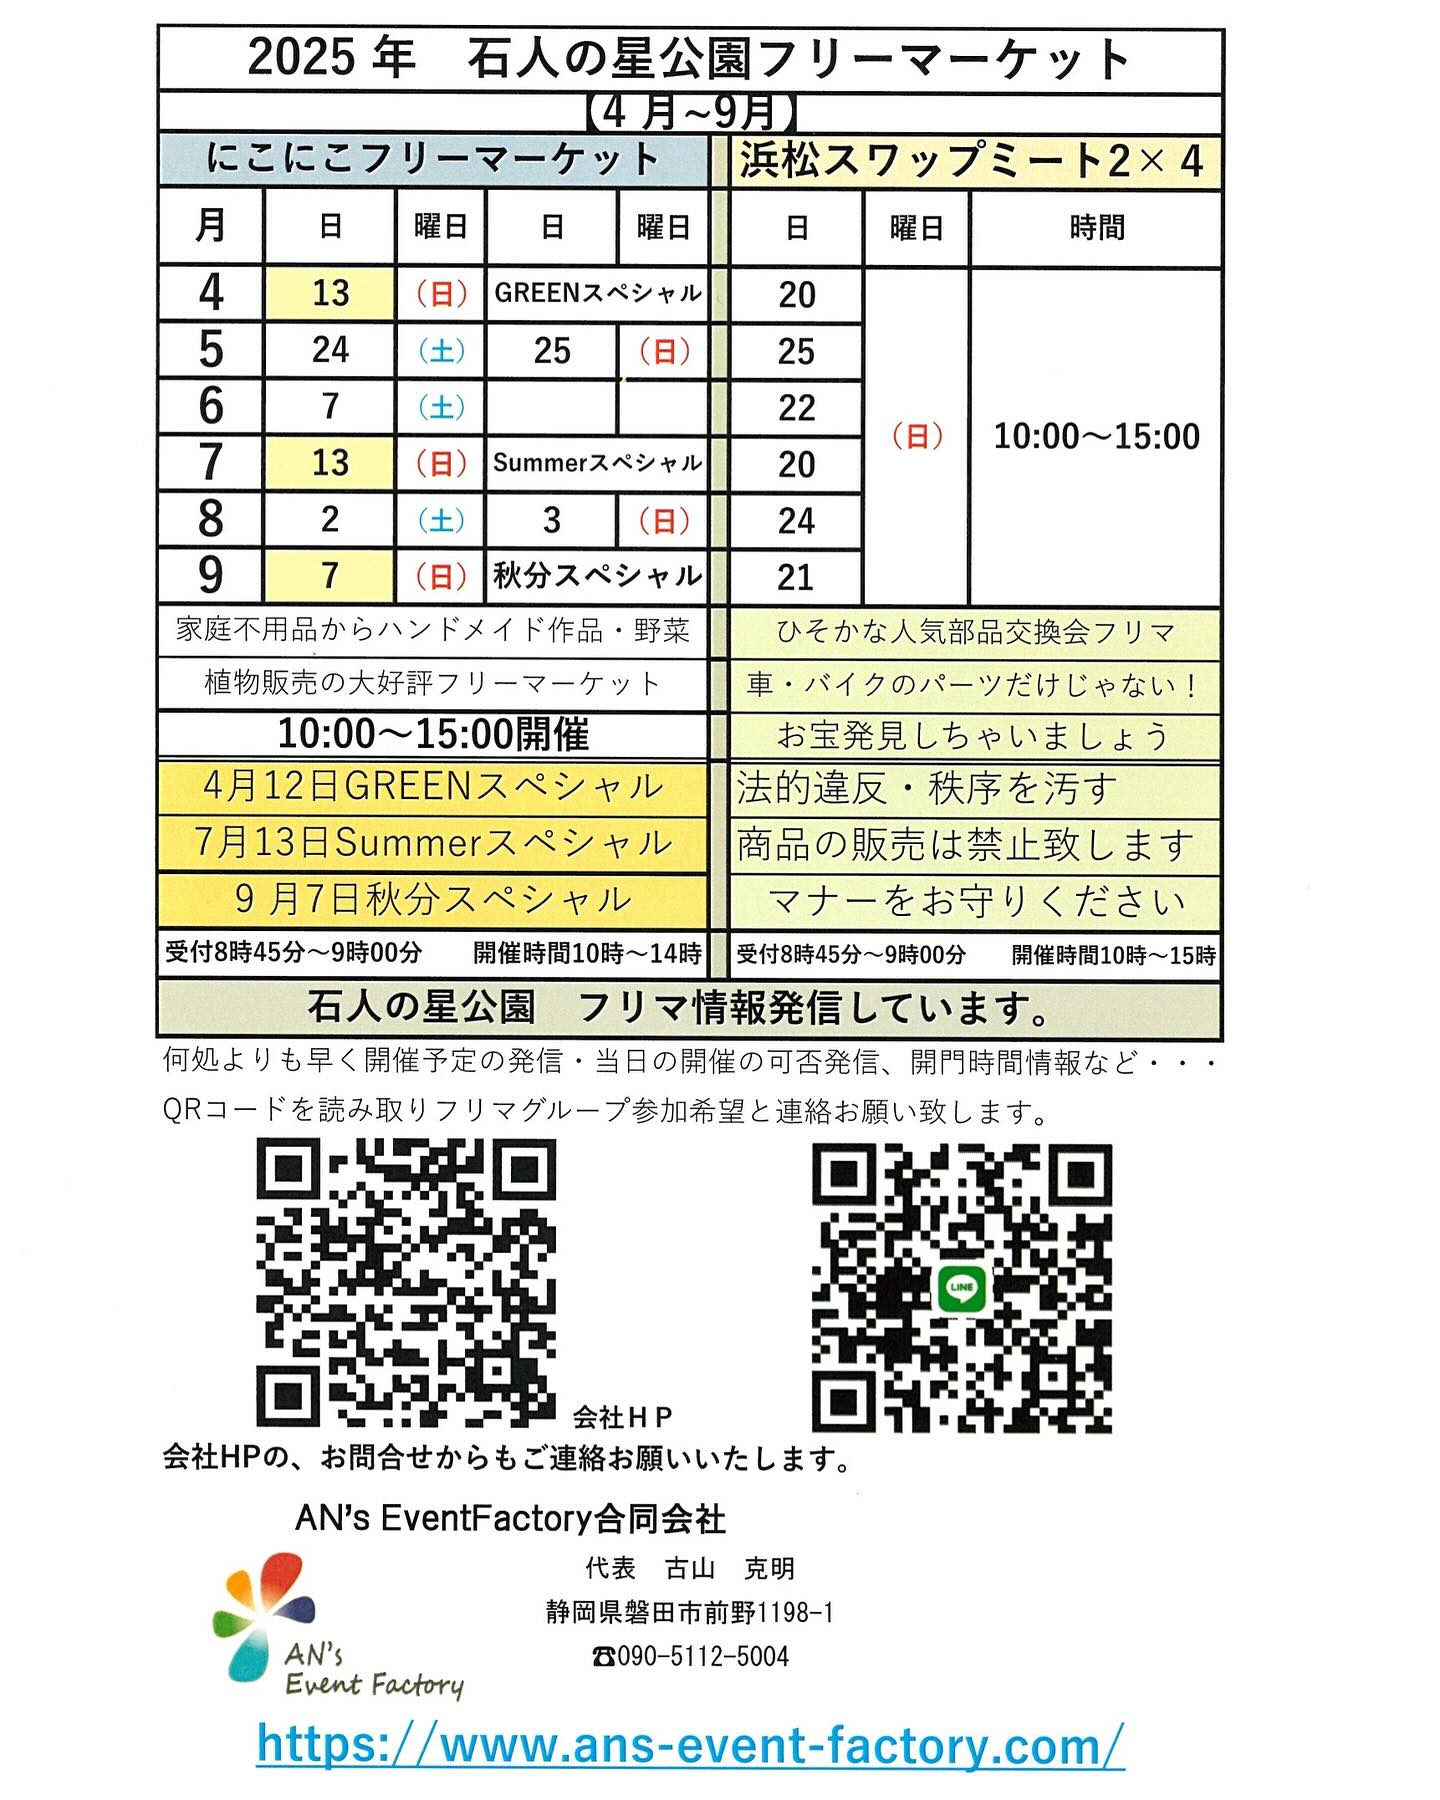 2025 年　石人の星公園フリーマーケット
【4 月~9月】
にこにこフリーマーケット 浜松スワップミート2×4
月 日 曜日 日 曜日 日 曜日 時間
4 13 （日） GREENスペシャル 20
5 24 （土） 25 （日） 25
6 7 （土） 22
（日） 10:00～15:00
7 13 （日） Summerスペシャル 20
8 2 （土） 3 （日） 24
9 7 （日） 秋分スペシャル 21
家庭不用品からハンドメイド作品・野菜 ひそかな人気部品交換会フリマ
植物販売の大好評フリーマーケット 車・バイクのパーツだけじゃない！
10:00～15:00開催 お宝発見しちゃいましょう
4月12日GREENスペシャル 法的違反・秩序を汚す
7月13日Summerスペシャル 商品の販売は禁止致します
9 月7日秋分スペシャル マナーをお守りください
受付8時45分～9時00分　開催時間10時～14時 受付8時45分～9時00分　開催時間10時～15時
石人の星公園　フリマ情報発信しています。
何処よりも早く開催予定の発信・当日の開催の可否発信、開門時間情報など・・・
QRコードを読み取りフリマグループ参加希望と連絡お願い致します。
LINE
会社ＨＰ
会社HPの、お問合せからもご連絡お願いいたします。
AN's EventFactory合同会社
代表　古山　克明
静岡県磐田市前野1198-1
☎090-5112-5004
AN's
Event Factory
https://www.ans-event-factory.com/